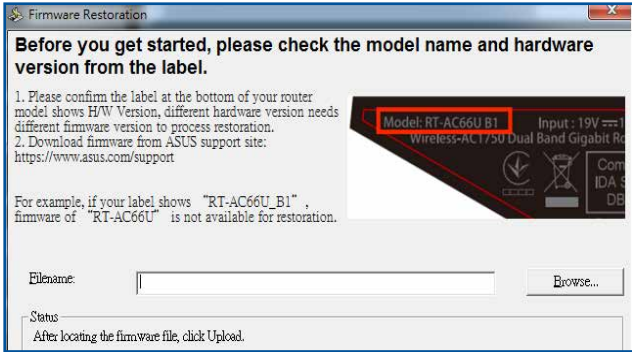 Firmware Restoration
Before you get started, please check the model name and hardware
version from the label.
1. Please confirm the label at the bottom of your router
model shows H/W Version, different hardware version needs
different firmware version to process restoration.
2. Download firmware from ASUS support site:
https://www.asus.com/support
For example, if your label shows “RT-AC66U_B1” ,
firmware of “RT-AC66U” is not available for restoration.
Model: RT-AC66U B1 Input : 19V
Wireless-AC1750 Dual Band Gigabit
Com
IDA
DB
Filename:
Browse...
Status
After locating the firmware file, click Upload.